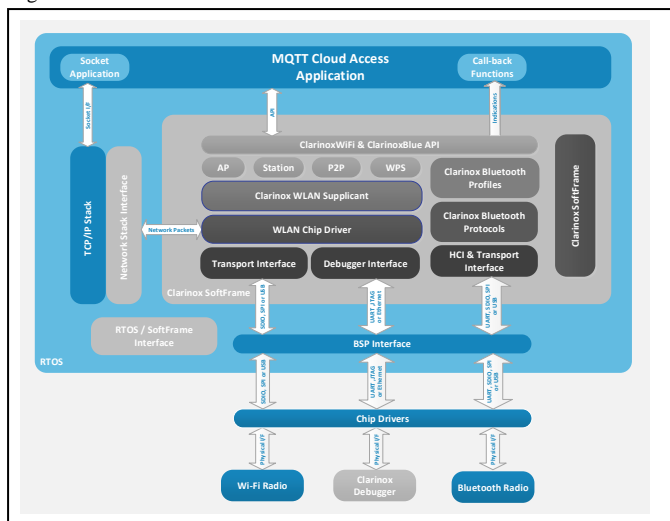 MQTT Cloud Access
Application
Socket
Application
Call-back
Functions
Socket I/F
API
Indications
ClarinoxWiFi & ClarinoxBlue API
AP
Station
P2P
WPS
Clarinox Bluetooth
Profiles
Clarinox WLAN Supplicant
Clarinox Bluetooth
Protocols
WLAN Chip Driver
Transport Interface
Debugger Interface
HCI & Transport
Interface
Clarinox SoftFrame
Clarinox SoftFrame
TCP/IP Stack
Network Stack Interface
Network Packets
SDIO, SPI or USB
UART, JTAG
or Ethernet
UART, SDIO, SPI
or USB
RTOS / SoftFrame
Interface
RTOS
BSP Interface
SDIO, SPI or USB
UART, JTAG
or Ethernet
UART, SDIO, SPI
or USB
Chip Drivers
Physical I/F
Physical I/F
Physical I/F
Wi-Fi Radio
Clarinox
Debugger
Bluetooth Radio